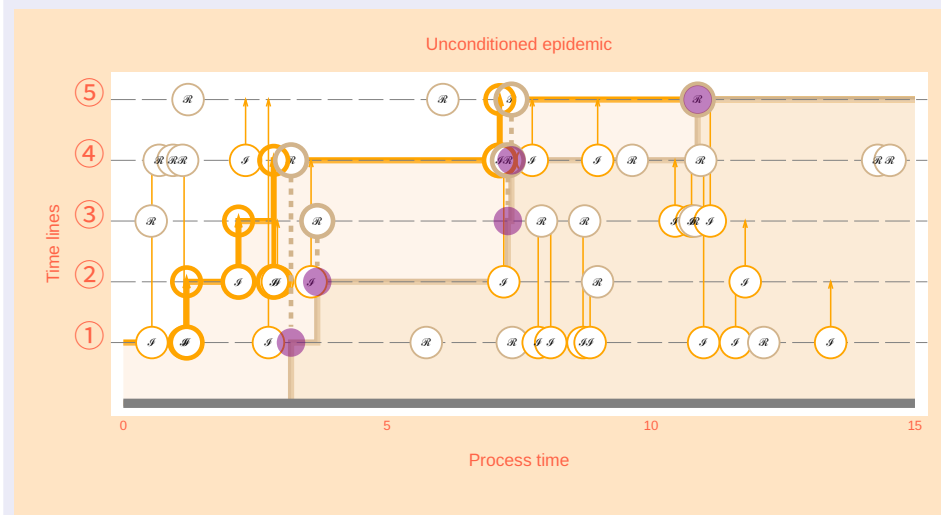 Unconditioned epidemic
Time lines
⑤ ℛ ℛ ℛ
④ ℛ ℛ ℛ ℐ ℛ ℐ ℛ ℐ ℐ ℛ ℛ ℛ ℛ
③ ℛ ℛ ℛ ℛ ℐ ℐ
② ℐ ℐ ℐ ℛ ℐ
① ℐ ℐ ℛ ℛ ℐ ℐ ℐ ℐ ℐ ℐ ℛ ℐ
0 5 10 15
Process time